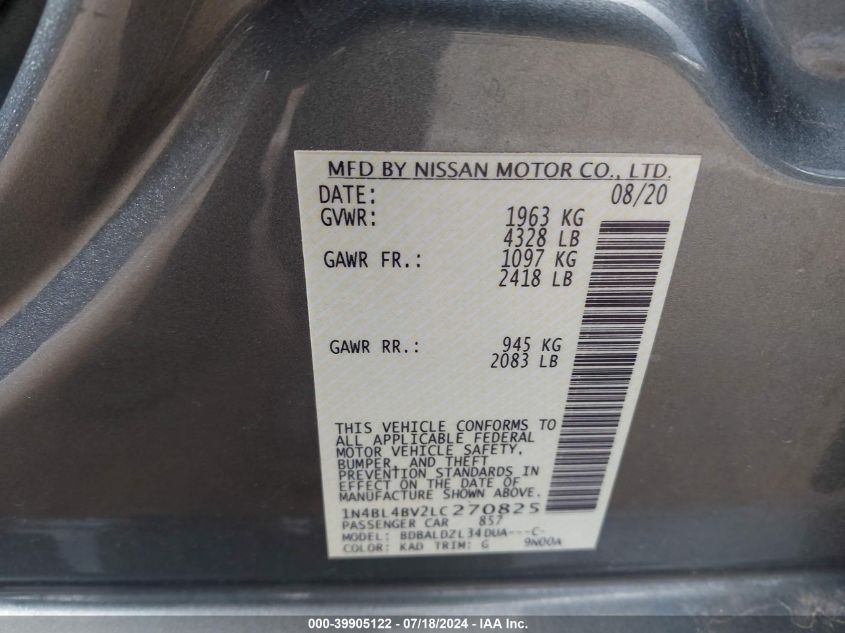 MFD BY NISSAN MOTOR CO., LTD.
DATE: 08/20
GVWR: 1963 KG
4328 LB
GAWR FR.: 1097 KG
2418 LB
GAWR RR.: 945 KG
2083 LB
THIS VEHICLE CONFORMS TO
ALL APPLICABLE FEDERAL
MOTOR VEHICLE SAFETY,
BUMPER, AND THEFT
PREVENTION STANDARDS IN
EFFECT ON THE DATE OF
MANUFACTURE SHOWN ABOVE.
1N4BL4BV2LC270825
PASSENGER CAR 857
MODEL: BDBALDZL34DUA---C-
COLOR: KAD TRIM: G 9N00A
000-39905122 - 07/18/2024 - IAA Inc.